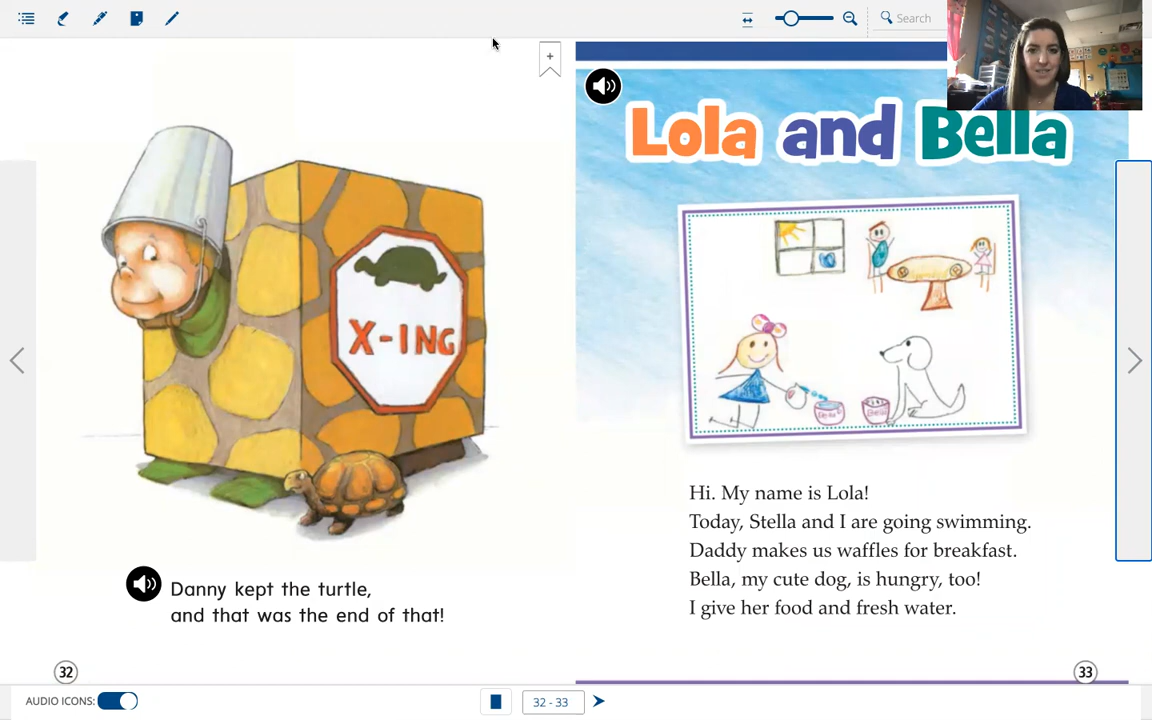 Search
X-ING
Danny kept the turtle,
and that was the end of that!
32
Lola and Bella
Hi. My name is Lola!
Today, Stella and I are going swimming.
Daddy makes us waffles for breakfast.
Bella, my cute dog, is hungry, too!
I give her food and fresh water.
33
AUDIO ICONS:
32 - 33